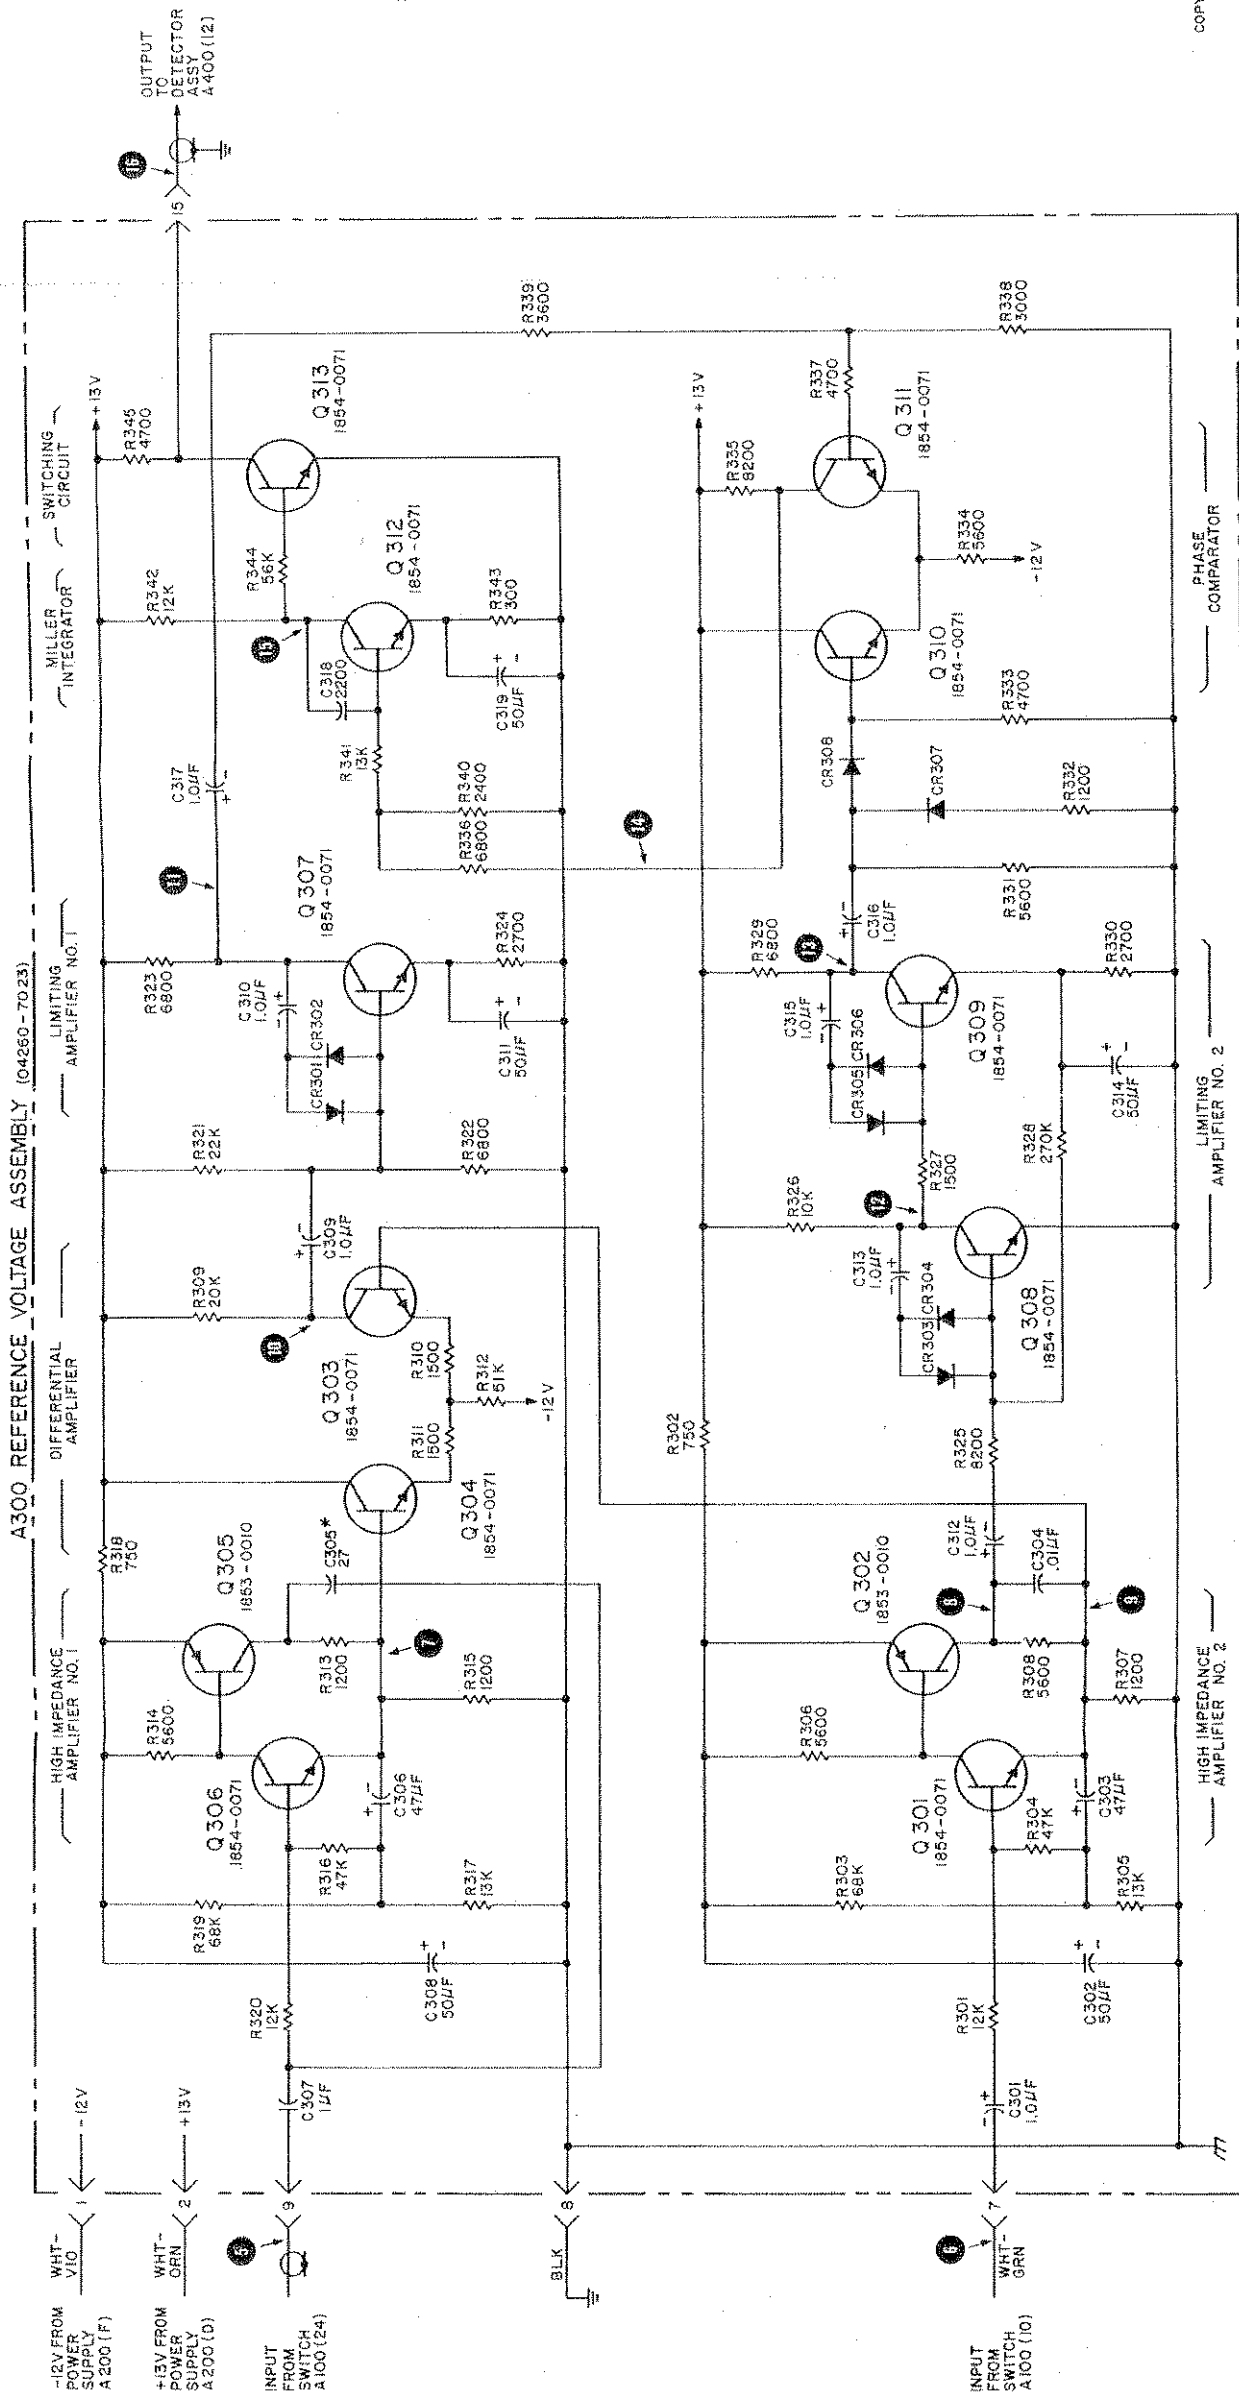 A300 REFERENCE VOLTAGE ASSEMBLY (04260-7023)
HIGH IMPEDANCE
AMPLIFIER NO.1
DIFFERENTIAL
AMPLIFIER
LIMITING
AMPLIFIER NO. 1
MILLER
INTEGRATOR
SWITCHING
CIRCUIT
-12V FROM
POWER
SUPPLY
A200(F)
WHT-
VIO
1
-12V
+13V FROM
POWER
SUPPLY
A200(D)
WHT-
ORN
2
+13V
INPUT
FROM
SWITCH
A100(24)
9
C307
1µF
R320
12K
R319
68K
R316
47K
R317
13K
C308
50µF
+
-
Q306
1854-0071
R314
5600
C306
47µF
+
-
Q305
1853-0010
R313
1200
R315
1200
7
C305*
27
R318
750
Q304
1854-0071
R311
1500
R310
1500
R312
51K
-12V
Q303
1854-0071
R309
20K
10
C309
1.0µF
+
-
R321
22K
R322
6800
CR301
CR302
C310
1.0µF
-
+
R323
6800
11
Q307
1854-0071
C311
50µF
+
-
R324
2700
C317
1.0µF
+
-
R336
6800
R340
2400
R341
13K
C318
2200
15
R342
12K
Q312
1854-0071
C319
50µF
+
-
R343
300
R344
56K
Q313
1854-0071
R345
4700
+13V
15
OUTPUT
TO
DETECTOR
ASSY
A400(12)
14
R339
3600
R338
3000
BLK
8
INPUT
FROM
SWITCH
A100(10)
WHT-
GRN
7
C301
1.0µF
-
+
R301
12K
C302
50µF
+
-
R303
68K
R305
13K
R304
47K
C303
47µF
+
-
Q301
1854-0071
R306
5600
Q302
1853-0010
R308
5600
R307
1200
8
9
C304
.01µF
C312
1.0µF
+
-
R302
750
R325
8200
CR303
CR304
C313
1.0µF
-
+
Q308
1854-0071
R326
10K
12
R327
1500
R328
270K
CR305
CR306
C315
1.0µF
-
+
R329
6800
13
Q309
1854-0071
C314
50µF
+
-
R330
2700
C316
1.0µF
+
-
R331
5600
CR307
R332
1200
CR308
R333
4700
Q310
1854-0071
R334
5600
-12V
R335
8200
+13V
Q311
1854-0071
R337
4700
HIGH IMPEDANCE
AMPLIFIER NO. 2
LIMITING
AMPLIFIER NO. 2
PHASE
COMPARATOR
COPY